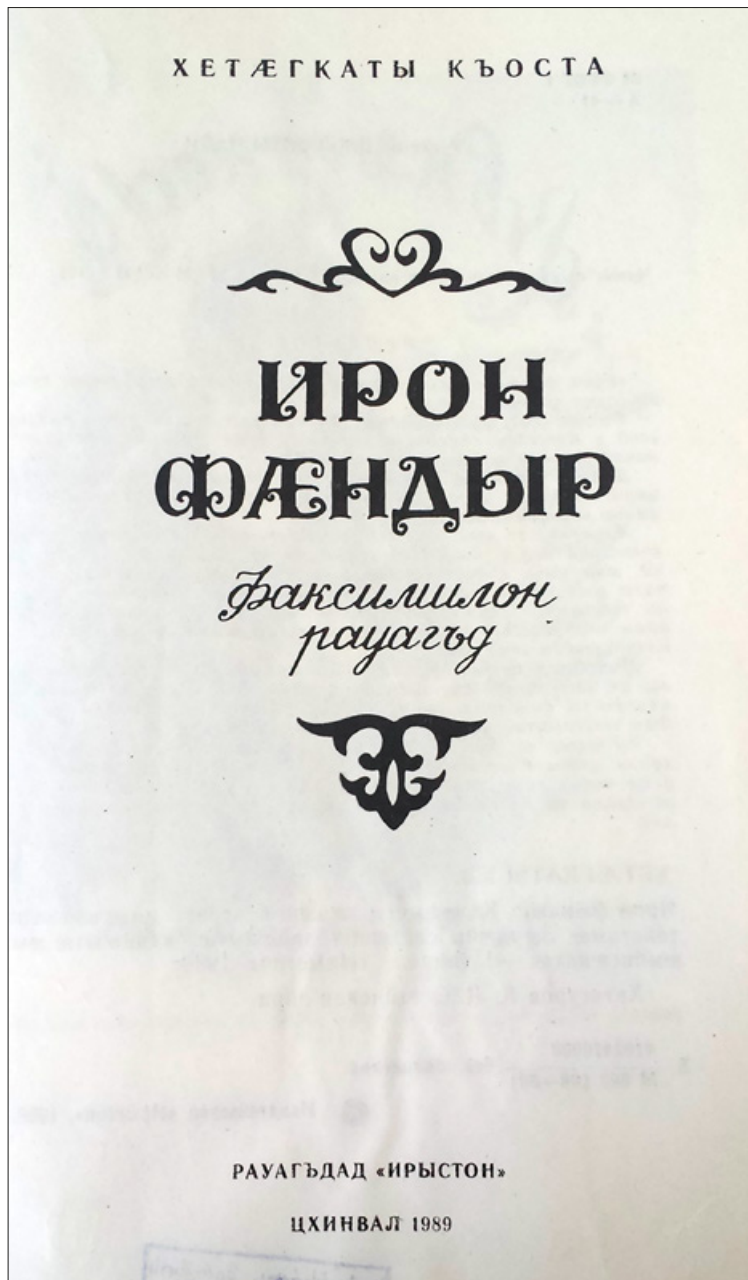 ХЕТÆГКАТЫ КЪОСТА
ИРОН
ФÆНДЫР
Факсимилон
рауагъд
РАУАГЪДАД «ИРЫСТОН»
ЦХИНВАЛ 1989